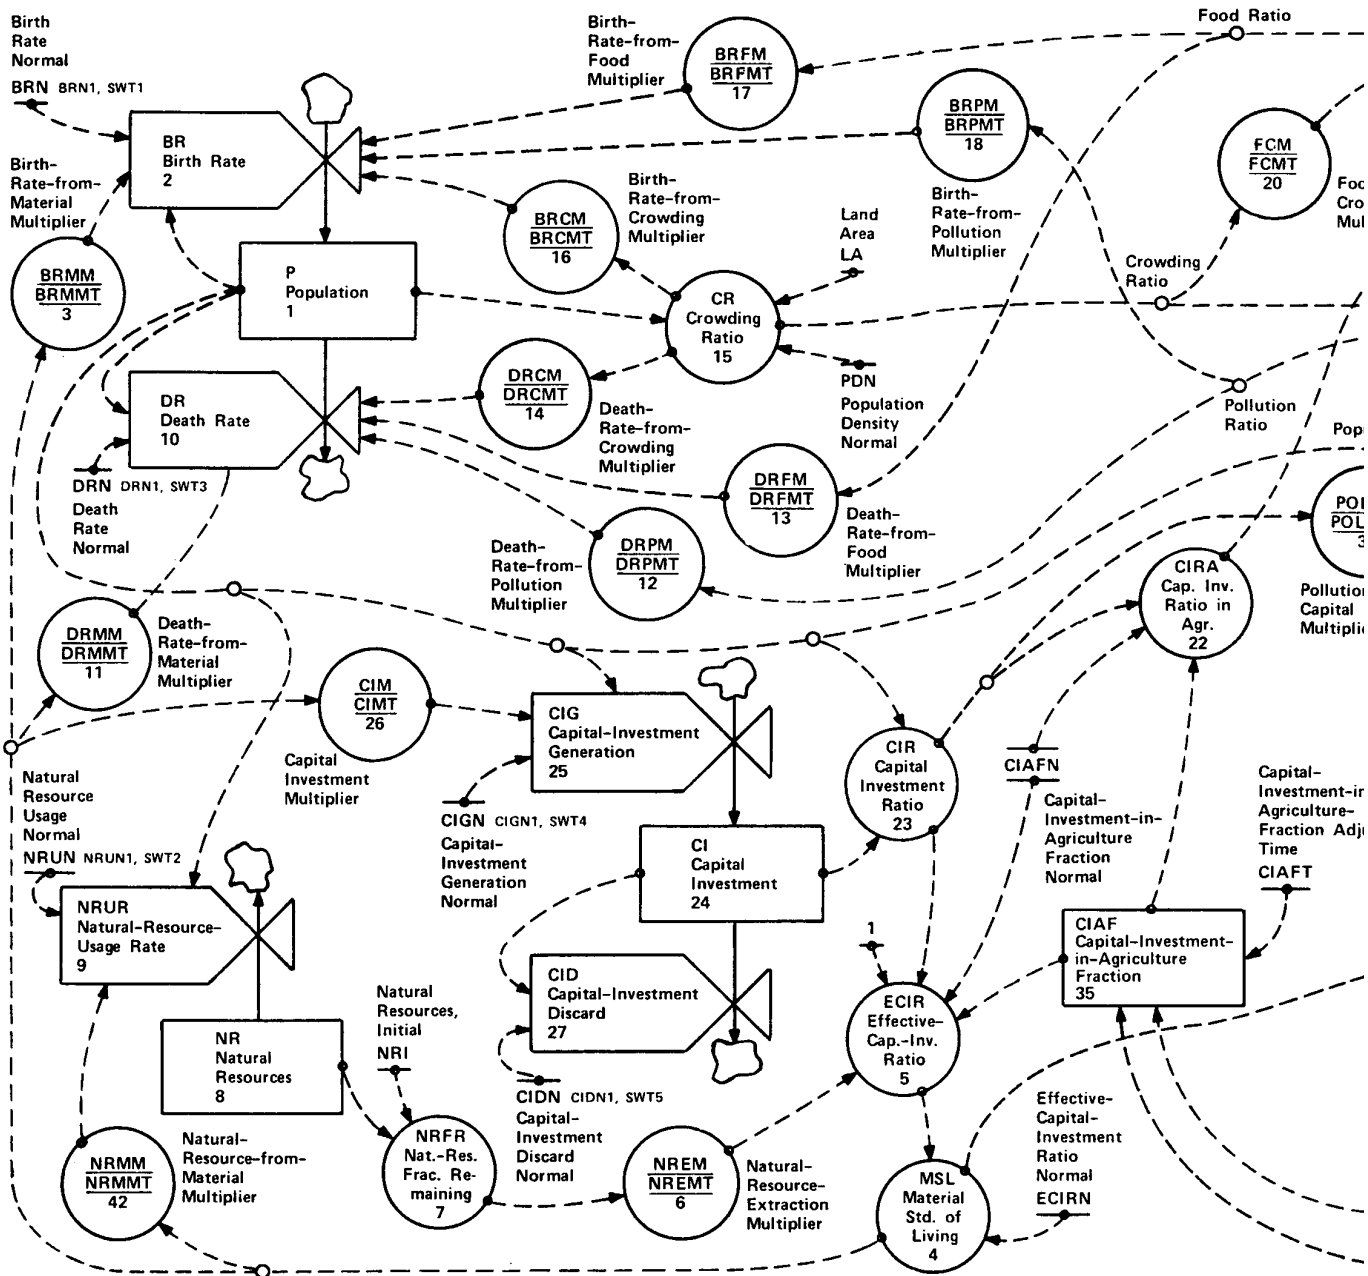 Birth
Rate
Normal
BRN BRN1, SWT1
Birth-
Rate-from-
Food
Multiplier
BRFM
BRFMT
17
Food Ratio
BRPM
BRPMT
18
FCM
FCMT
20
BR
Birth Rate
2
Birth-
Rate-from-
Material
Multiplier
BRMM
BRMMT
3
BRCM
BRCMT
16
Birth-
Rate-from-
Crowding
Multiplier
Land
Area
LA
Birth-
Rate-from-
Pollution
Multiplier
Crowding
Ratio
P
Population
1
CR
Crowding
Ratio
15
PDN
Population
Density
Normal
Pollution
Ratio
DR
Death Rate
10
DRCM
DRCMT
14
Death-
Rate-from-
Crowding
Multiplier
DRN DRN1, SWT3
Death
Rate
Normal
DRFM
DRFMT
13
Death-
Rate-from-
Food
Multiplier
Death-
Rate-from-
Pollution
Multiplier
DRPM
DRPMT
12
CIRA
Cap. Inv.
Ratio in
Agr.
22
Pollution
Capital
DRMM
DRMMT
11
Death-
Rate-from-
Material
Multiplier
CIM
CIMT
26
Capital
Investment
Multiplier
CIG
Capital-Investment
Generation
25
CIGN CIGN1, SWT4
Capital-
Investment
Generation
Normal
CIR
Capital
Investment
Ratio
23
CIAFN
Capital-
Investment-in-
Agriculture
Fraction
Normal
Capital-
Investment-in
Agriculture-
Fraction
Time
CIAFT
Natural
Resource
Usage
Normal
NRUN NRUN1, SWT2
NRUR
Natural-Resource-
Usage Rate
9
CI
Capital
Investment
24
1
CIAF
Capital-Investment-
in-Agriculture
Fraction
35
CID
Capital-Investment
Discard
27
CIDN CIDN1, SWT5
Capital-
Investment
Discard
Normal
ECIR
Effective-
Cap.-Inv.
Ratio
5
NR
Natural
Resources
8
Natural
Resources,
Initial
NRI
NRFR
Nat.-Res.
Frac. Re-
maining
7
NREM
NREMT
6
Natural-
Resource-
Extraction
Multiplier
MSL
Material
Std. of
Living
4
Effective-
Capital-
Investment
Ratio
Normal
ECIRN
NRMM
NRMMT
42
Natural-
Resource-from-
Material
Multiplier